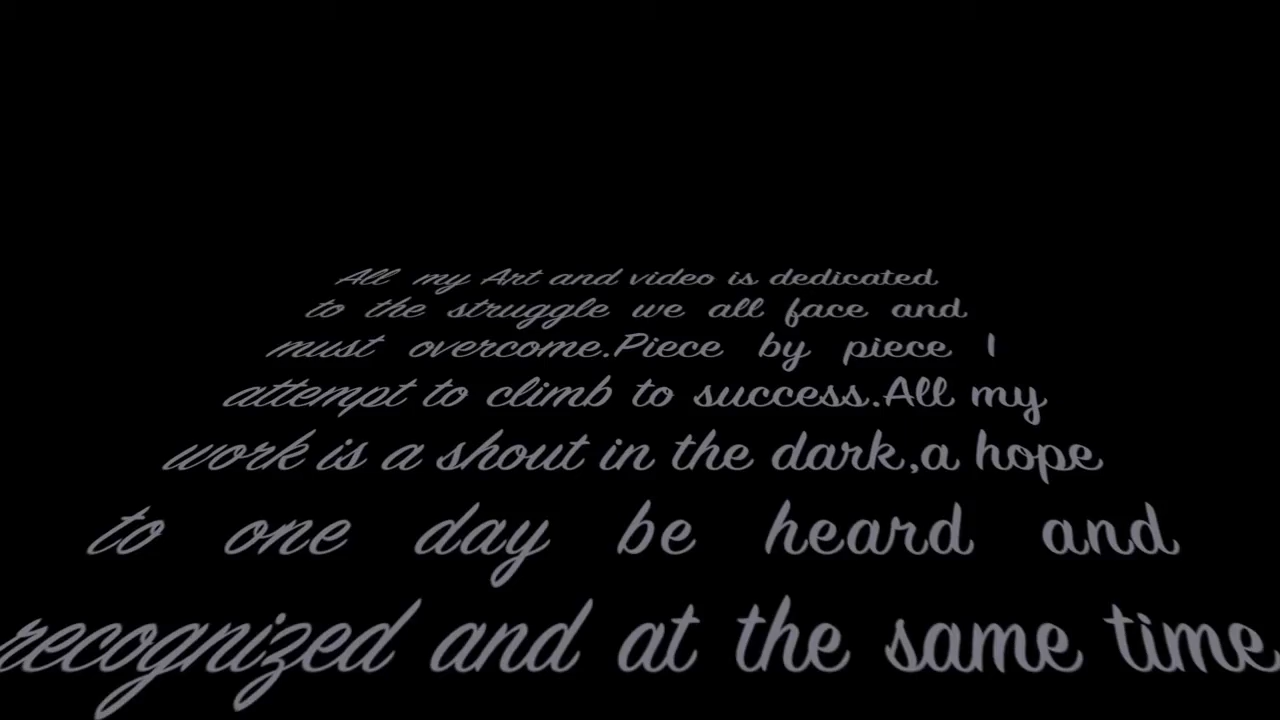 All my Art and video is dedicated
to the struggle we all face and
must overcome.Piece by piece I
attempt to climb to success.All my
work is a shout in the dark,a hope
to one day be heard and
recognized and at the same time